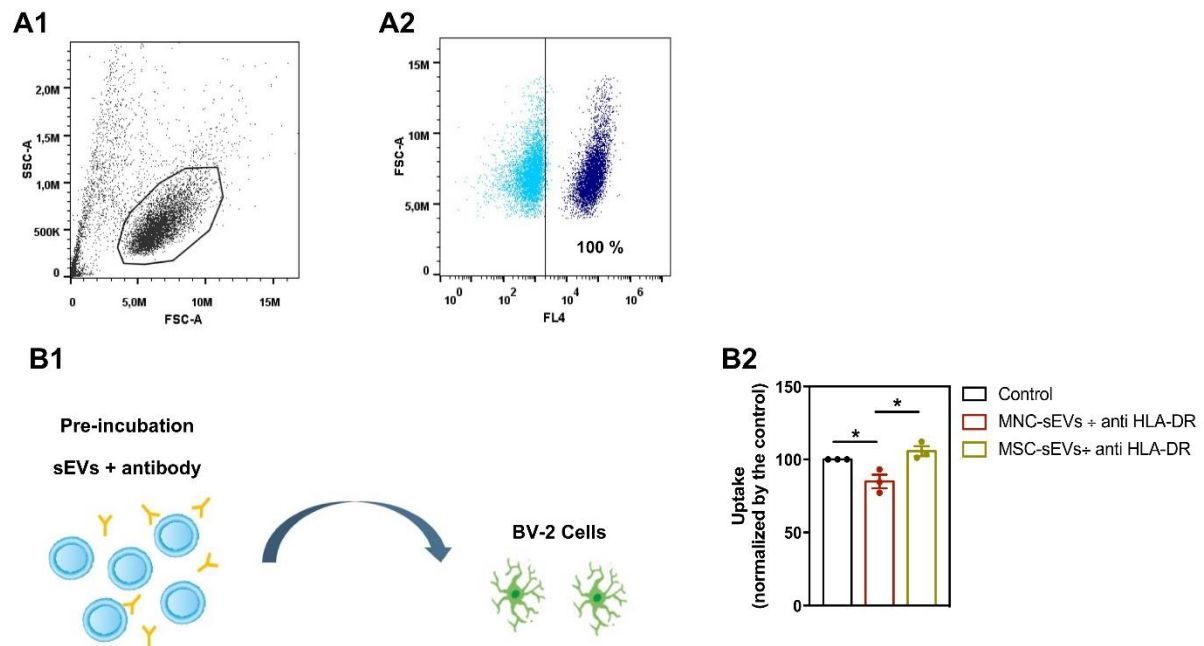 A1
2,0M
1,5M
1,0M
500K
0
SSC-A
0
5,0M
10M
15M
FSC-A
A2
15M
10M
5,0M
0
FSC-A
100 %
10^0
10^2
10^4
10^6
FL4
B1
Pre-incubation
sEVs + antibody
BV-2 Cells
B2
150
100
50
0
Uptake
(normalized by the control)
*
*
Control
MNC-sEVs ÷ anti HLA-DR
MSC-sEVs÷ anti HLA-DR